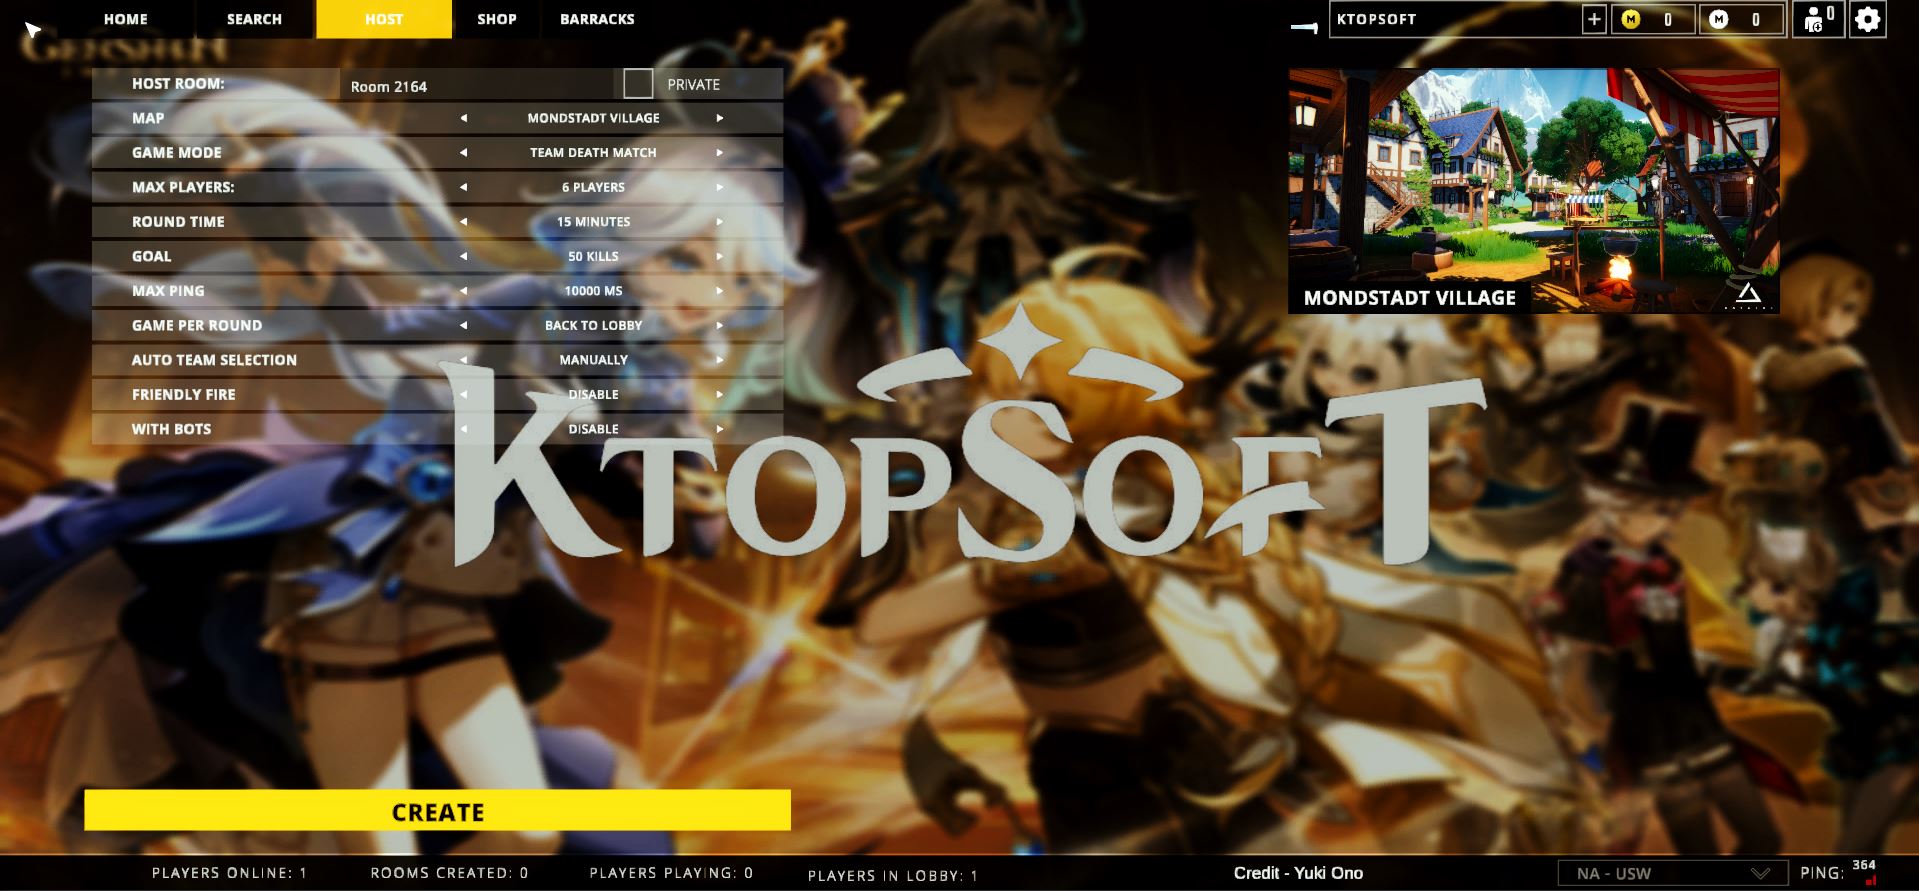 HOME SEARCH HOST SHOP BARRACKS KTOPSOFT + M 0 M 0 0
GENSHIN
HOST ROOM: Room 2164 PRIVATE
MAP MONDSTADT VILLAGE
GAME MODE TEAM DEATH MATCH
MAX PLAYERS: 6 PLAYERS
ROUND TIME 15 MINUTES
GOAL 50 KILLS
MAX PING 10000 MS
GAME PER ROUND BACK TO LOBBY
AUTO TEAM SELECTION MANUALLY
FRIENDLY FIRE DISABLE
WITH BOTS DISABLE
MONDSTADT VILLAGE
KTOPSOFT
CREATE
PLAYERS ONLINE: 1 ROOMS CREATED: 0 PLAYERS PLAYING: 0 PLAYERS IN LOBBY: 1 Credit - Yuki Ono NA - USW PING: 364